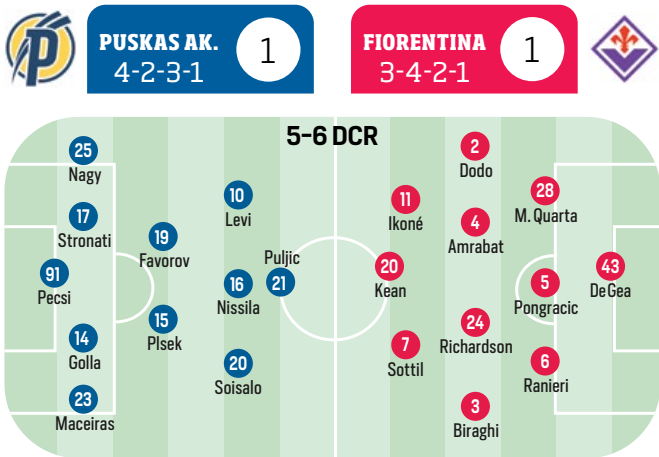 PUSKAS AK.
4-2-3-1
1
FIORENTINA
3-4-2-1
1
P
5-6 DCR
25
Nagy
17
Stronati
91
Pecsi
14
Golla
23
Maceiras
19
Favorov
15
Plsek
10
Levi
16
Nissila
20
Soisalo
Puljic
21
11
Ikoné
20
Kean
7
Sottil
2
Dodo
4
Amrabat
24
Richardson
3
Biraghi
28
M. Quarta
5
Pongracic
6
Ranieri
43
De Gea